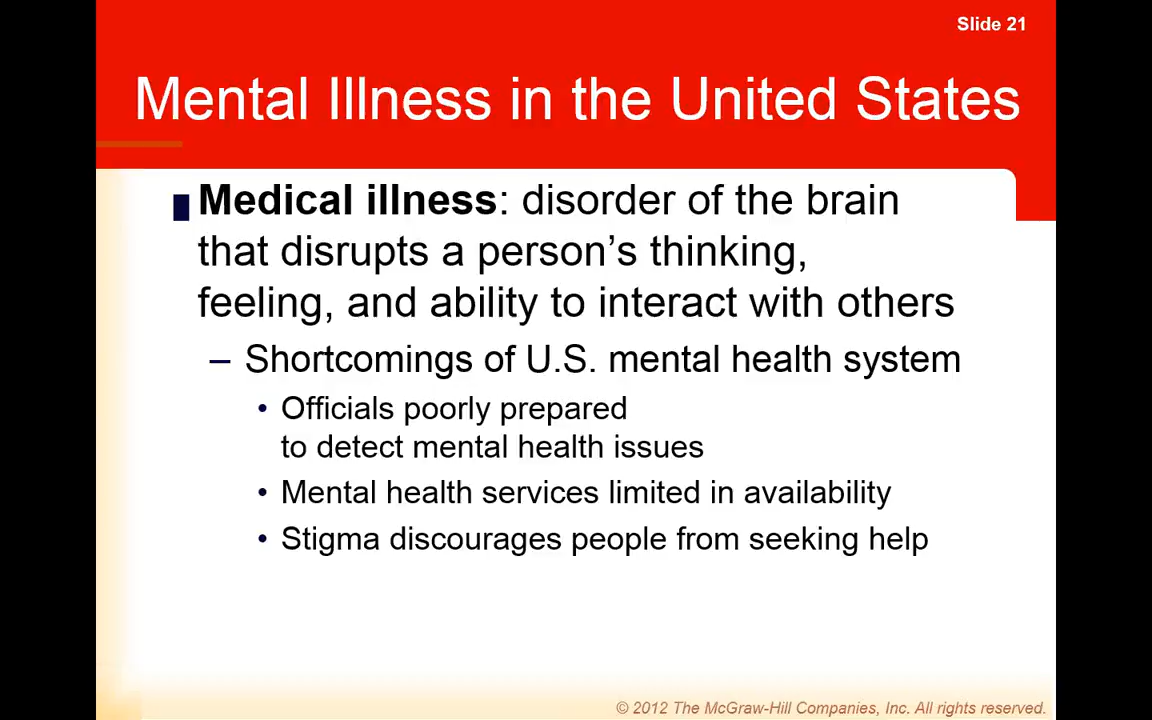 Slide 21
Mental Illness in the United States
Medical illness: disorder of the brain
that disrupts a person’s thinking,
feeling, and ability to interact with others
– Shortcomings of U.S. mental health system
• Officials poorly prepared
to detect mental health issues
• Mental health services limited in availability
• Stigma discourages people from seeking help
© 2012 The McGraw-Hill Companies, Inc. All rights reserved.